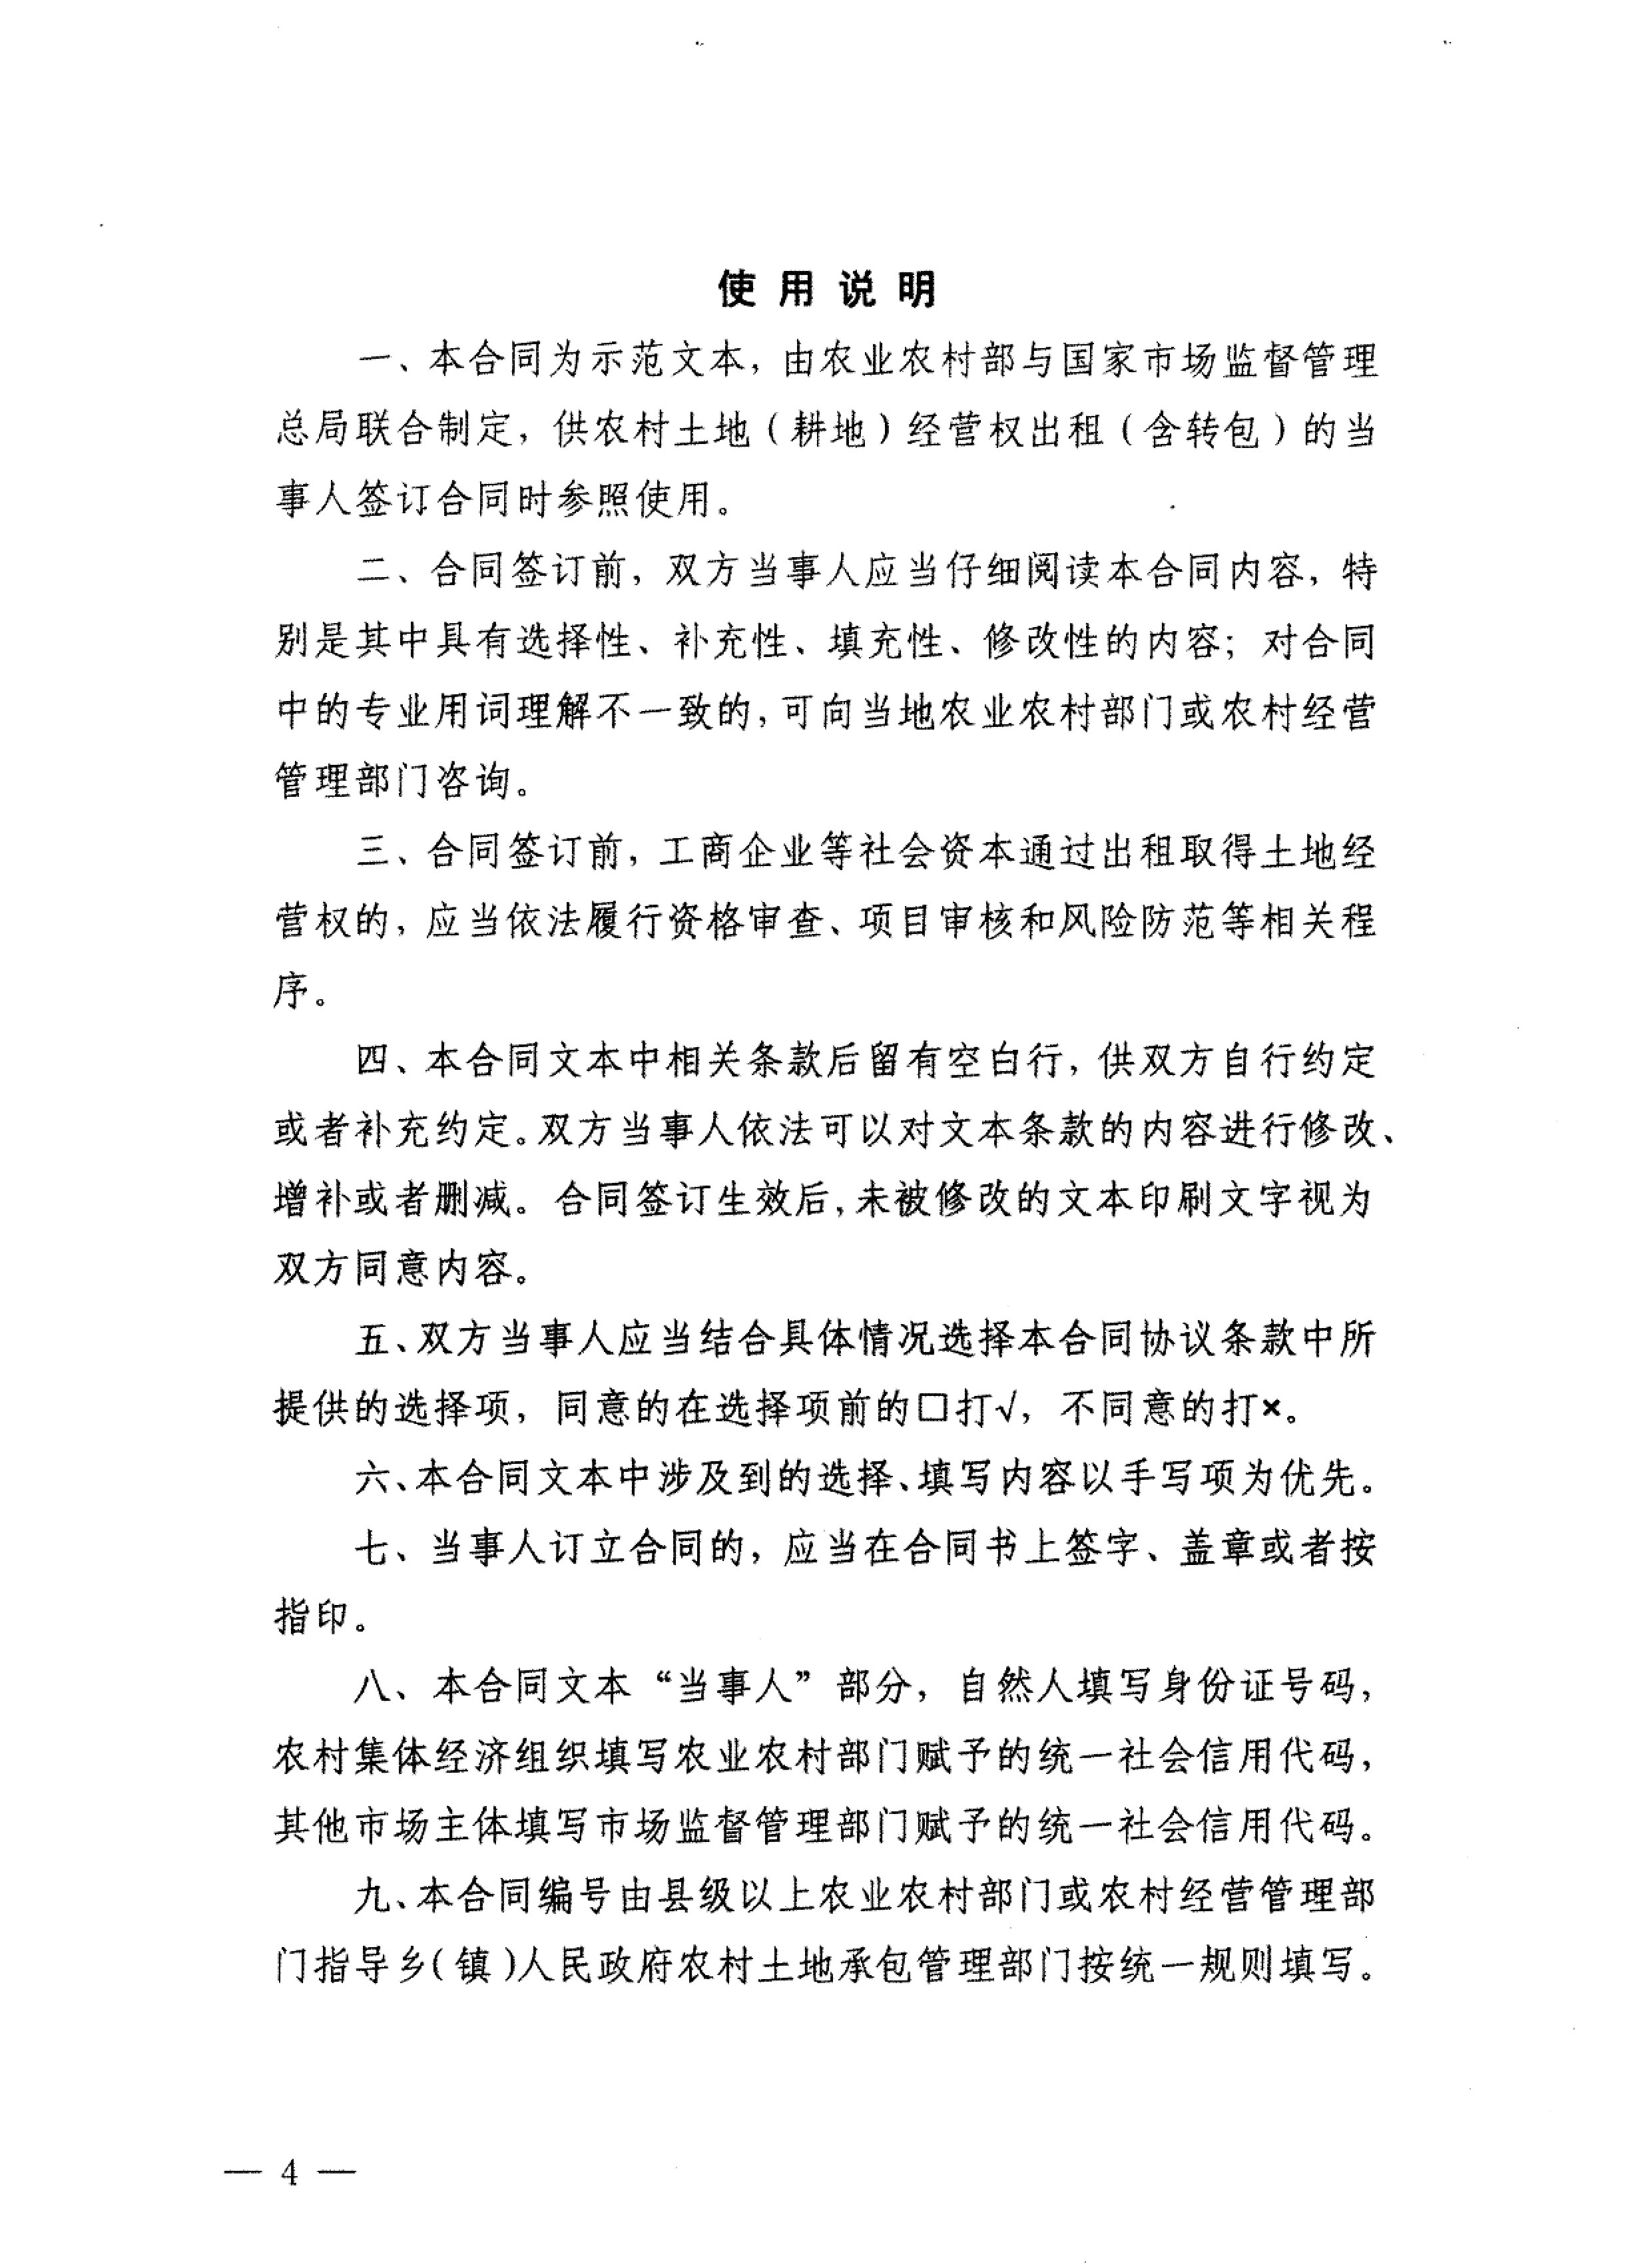 使用说明
一、本合同为示范文本，由农业农村部与国家市场监督管理
总局联合制定，供农村土地（耕地）经营权出租（含转包）的当
事人签订合同时参照使用。
二、合同签订前，双方当事人应当仔细阅读本合同内容，特
别是其中具有选择性、补充性、填充性、修改性的内容；对合同
中的专业用词理解不一致的，可向当地农业农村部门或农村经营
管理部门咨询。
三、合同签订前，工商企业等社会资本通过出租取得土地经
营权的，应当依法履行资格审查、项目审核和风险防范等相关程
序。
四、本合同文本中相关条款后留有空白行，供双方自行约定
或者补充约定。双方当事人依法可以对文本条款的内容进行修改、
增补或者删减。合同签订生效后，未被修改的文本印刷文字视为
双方同意内容。
五、双方当事人应当结合具体情况选择本合同协议条款中所
提供的选择项，同意的在选择项前的□打√，不同意的打×。
六、本合同文本中涉及到的选择、填写内容以手写项为优先。
七、当事人订立合同的，应当在合同书上签字、盖章或者按
指印。
八、本合同文本“当事人”部分，自然人填写身份证号码，
农村集体经济组织填写农业农村部门赋予的统一社会信用代码，
其他市场主体填写市场监督管理部门赋予的统一社会信用代码。
九、本合同编号由县级以上农业农村部门或农村经营管理部
门指导乡（镇）人民政府农村土地承包管理部门按统一规则填写。
— 4 —